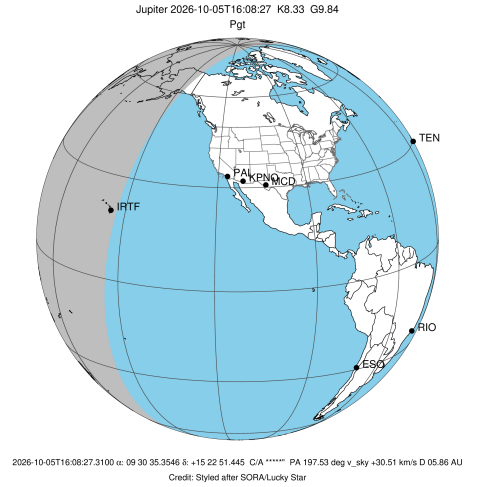 Jupiter 2026-10-05T16:08:27  K8.33  G9.84
Pgt
TEN
PAL
KPNO
MCD
IRTF
RIO
ESO
2026-10-05T16:08:27.3100 α: 09 30 35.3546 δ: +15 22 51.445  C/A *****"  PA 197.53 deg v_sky +30.51 km/s D 05.86 AU
Credit: Styled after SORA/Lucky Star